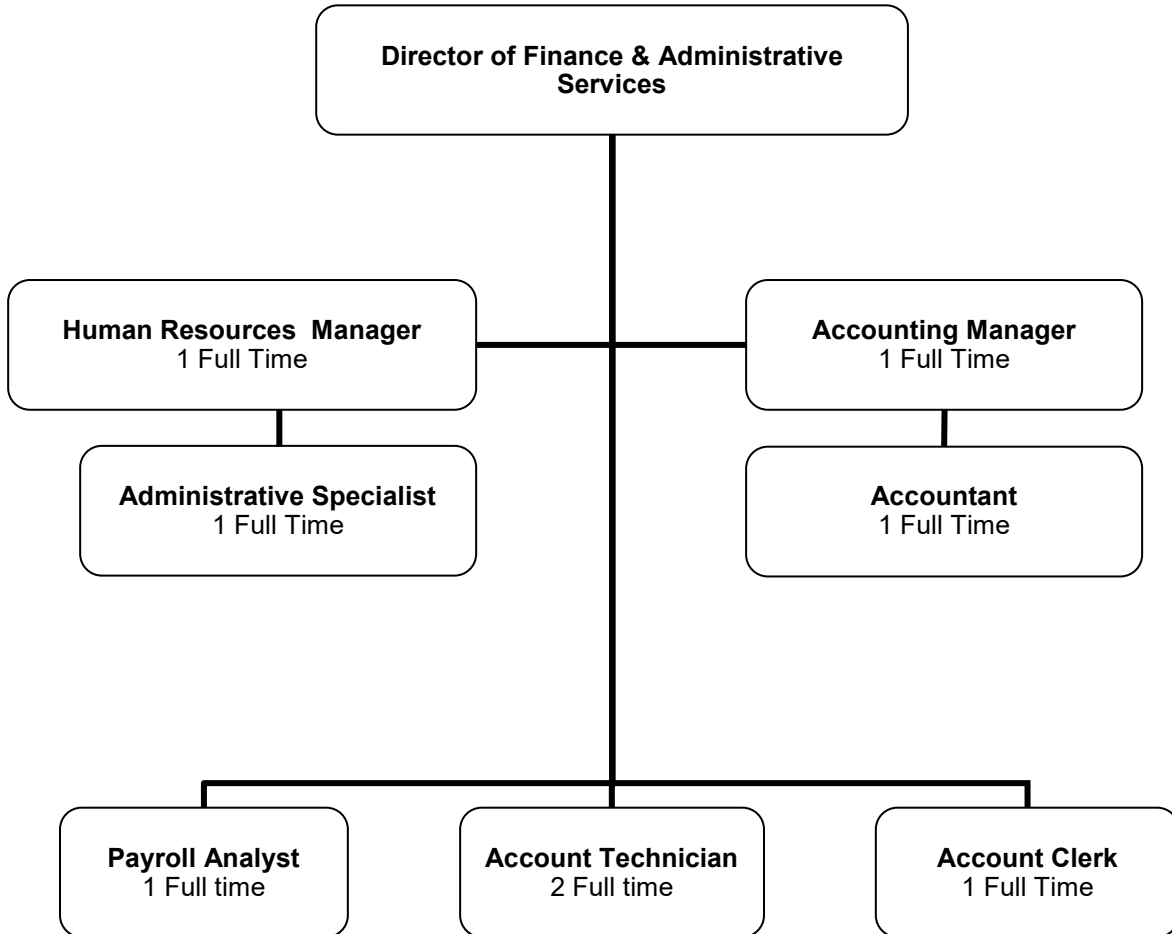 Director of Finance & Administrative
Services
Human Resources  Manager
1 Full Time
Accounting Manager
1 Full Time
Administrative Specialist
1 Full Time
Accountant
1 Full Time
Payroll Analyst
1 Full time
Account Technician
2 Full time
Account Clerk
1 Full Time